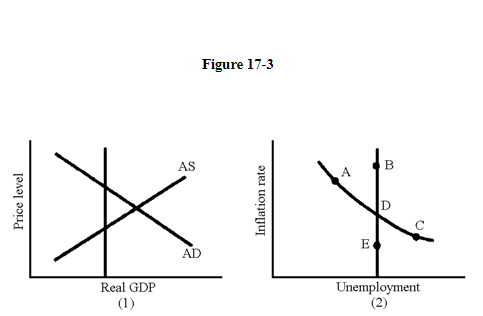 Figure 17-3
Price level
AS
AD
Real GDP
(1)
Inflation rate
A
B
D
C
E
Unemployment
(2)